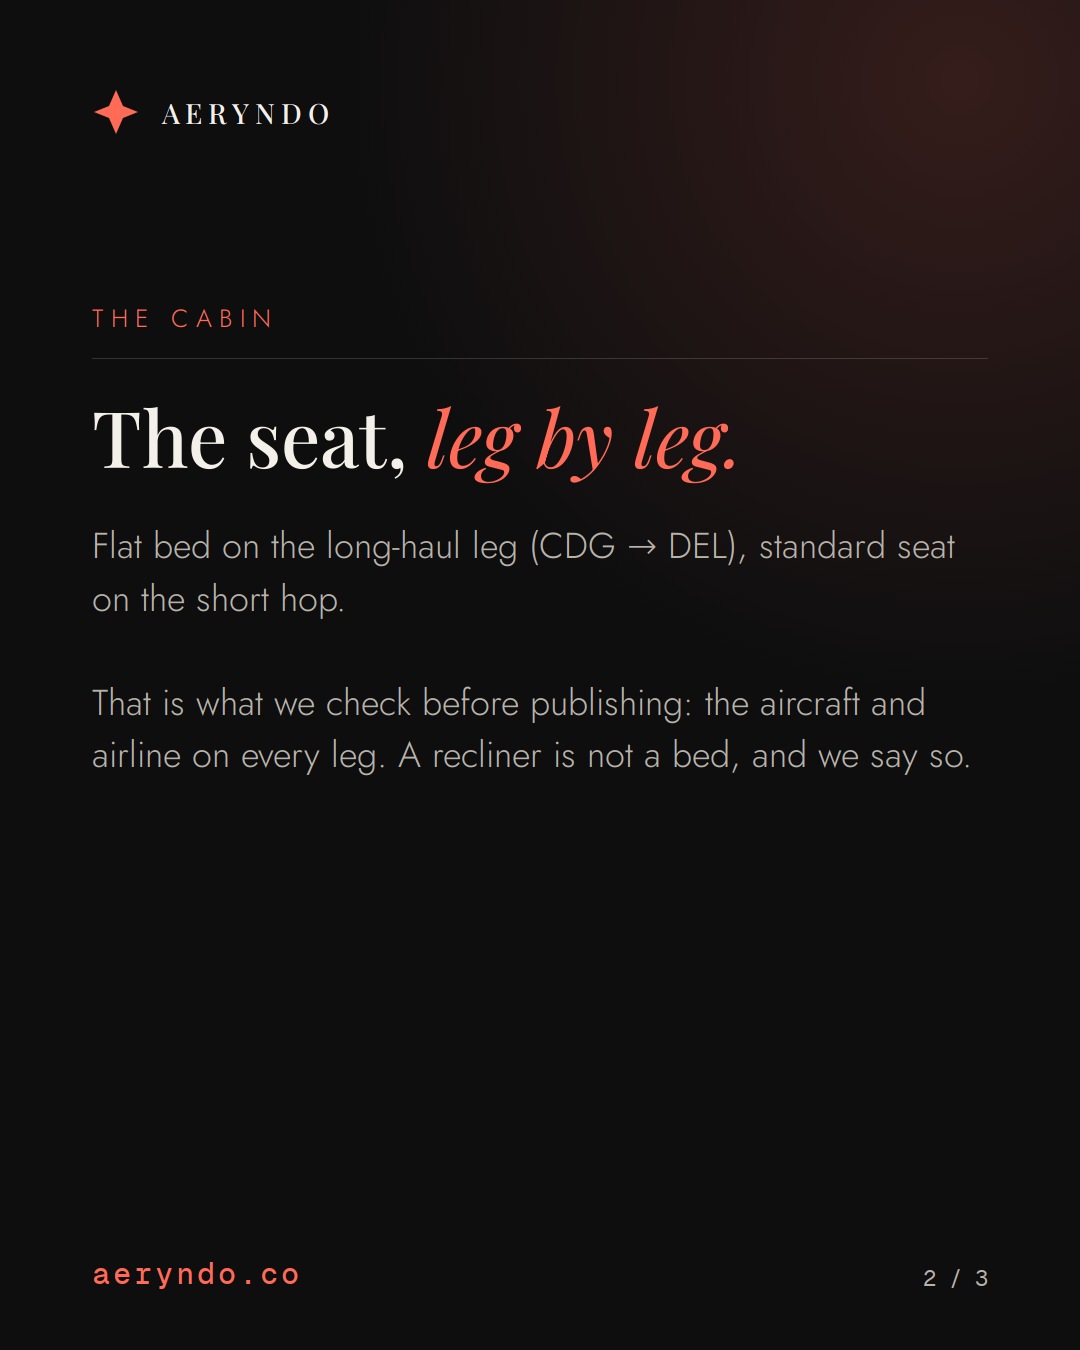 AERYNDO
THE CABIN
The seat, leg by leg.
Flat bed on the long-haul leg (CDG → DEL), standard seat
on the short hop.
That is what we check before publishing: the aircraft and
airline on every leg. A recliner is not a bed, and we say so.
aeryndo.co
2 / 3